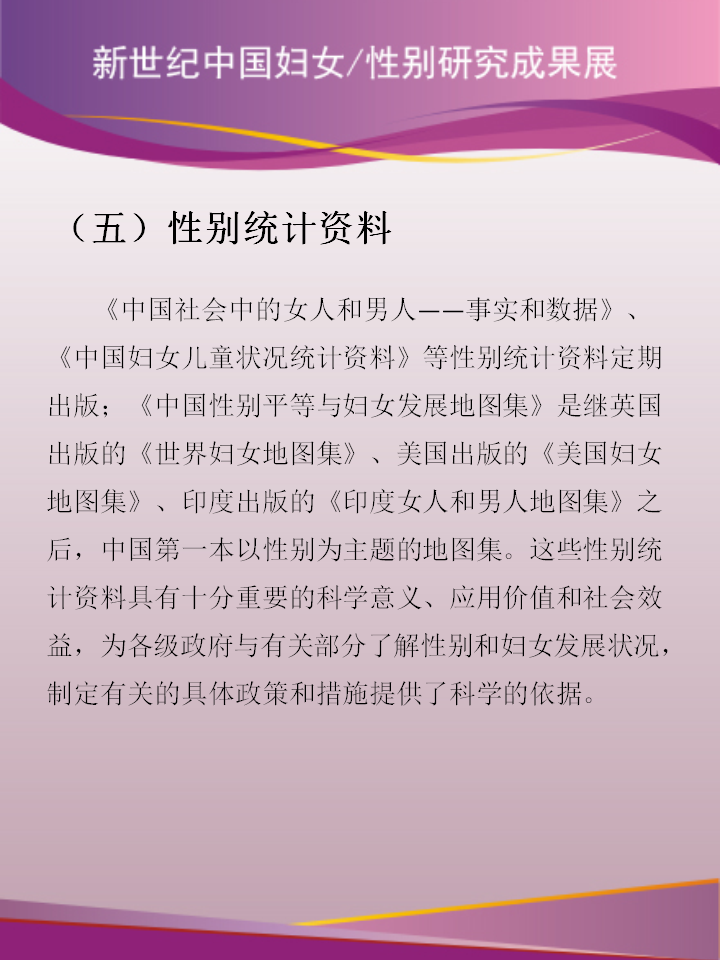 新世纪中国妇女/性别研究成果展
（五）性别统计资料
《中国社会中的女人和男人——事实和数据》、
《中国妇女儿童状况统计资料》等性别统计资料定期
出版；《中国性别平等与妇女发展地图集》是继英国
出版的《世界妇女地图集》、美国出版的《美国妇女
地图集》、印度出版的《印度女人和男人地图集》之
后，中国第一本以性别为主题的地图集。这些性别统
计资料具有十分重要的科学意义、应用价值和社会效
益，为各级政府与有关部分了解性别和妇女发展状况，
制定有关的具体政策和措施提供了科学的依据。